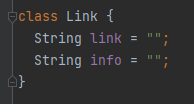 class Link {
  String link = "";
  String info = "";
}